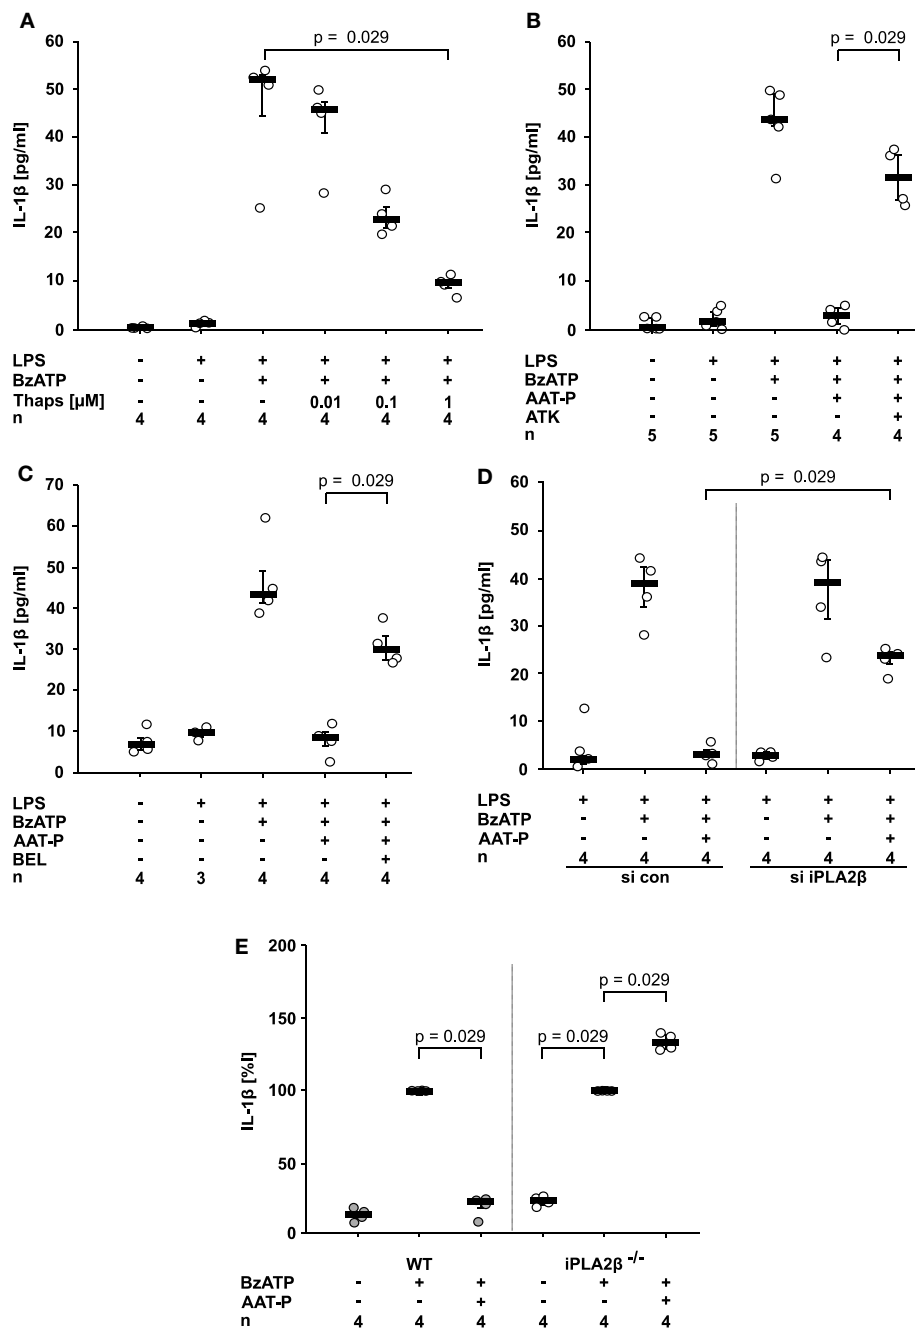 A
p = 0.029
IL-1β [pg/ml]
60
50
40
30
20
10
0
LPS - + + + + +
BzATP - - + + + +
Thaps [µM] - - - 0.01 0.1 1
n 4 4 4 4 4 4
B
p = 0.029
IL-1β [pg/ml]
60
50
40
30
20
10
0
LPS - + + + +
BzATP - - + + +
AAT-P - - - + +
ATK - - - - +
n 5 5 5 4 4
C
p = 0.029
IL-1β [pg/ml]
70
60
50
40
30
20
10
0
LPS - + + + +
BzATP - - + + +
AAT-P - - - + +
BEL - - - - +
n 4 3 4 4 4
D
p = 0.029
IL-1β [pg/ml]
60
50
40
30
20
10
0
LPS + + + + + +
BzATP - + + - + +
AAT-P - - + - - +
n 4 4 4 4 4 4
si con si iPLA2β
E
p = 0.029
p = 0.029
p = 0.029
IL-1β [%l]
200
150
100
50
0
WT iPLA2β -/-
BzATP - + + - + +
AAT-P - - + - - +
n 4 4 4 4 4 4